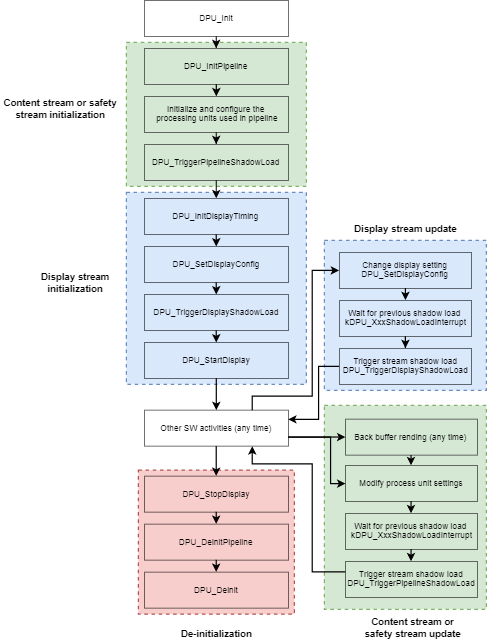 DPU_Init
DPU_InitPipeline
Content stream or safety
stream initialization
Initialize and configure the
processing units used in pipeline
DPU_TriggerPipelineShadowLoad
DPU_InitDisplayTiming
Display stream
initialization
DPU_SetDisplayConfig
DPU_TriggerDisplayShadowLoad
DPU_StartDisplay
Display stream update
Change display setting
DPU_SetDisplayConfig
Wait for previous shadow load
kDPU_XxxShadowLoadInterrupt
Trigger stream shadow load
DPU_TriggerDisplayShadowLoad
Other SW activities (any time)
Back buffer rending (any time)
Modify process unit settings
Wait for previous shadow load
kDPU_XxxShadowLoadInterrupt
Trigger stream shadow load
DPU_TriggerPipelineShadowLoad
Content stream or
safety stream update
DPU_StopDisplay
DPU_DeinitPipeline
DPU_Deinit
De-initialization